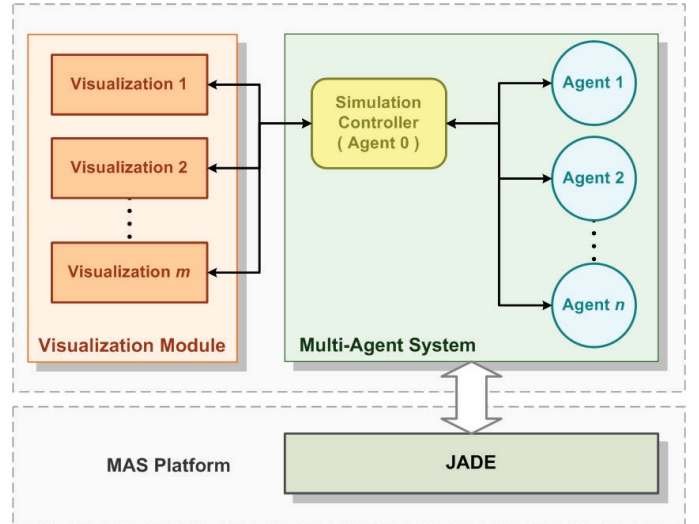 Visualization 1
Visualization 2
Visualization m
Visualization Module
Simulation
Controller
( Agent 0 )
Agent 1
Agent 2
Agent n
Multi-Agent System
MAS Platform
JADE